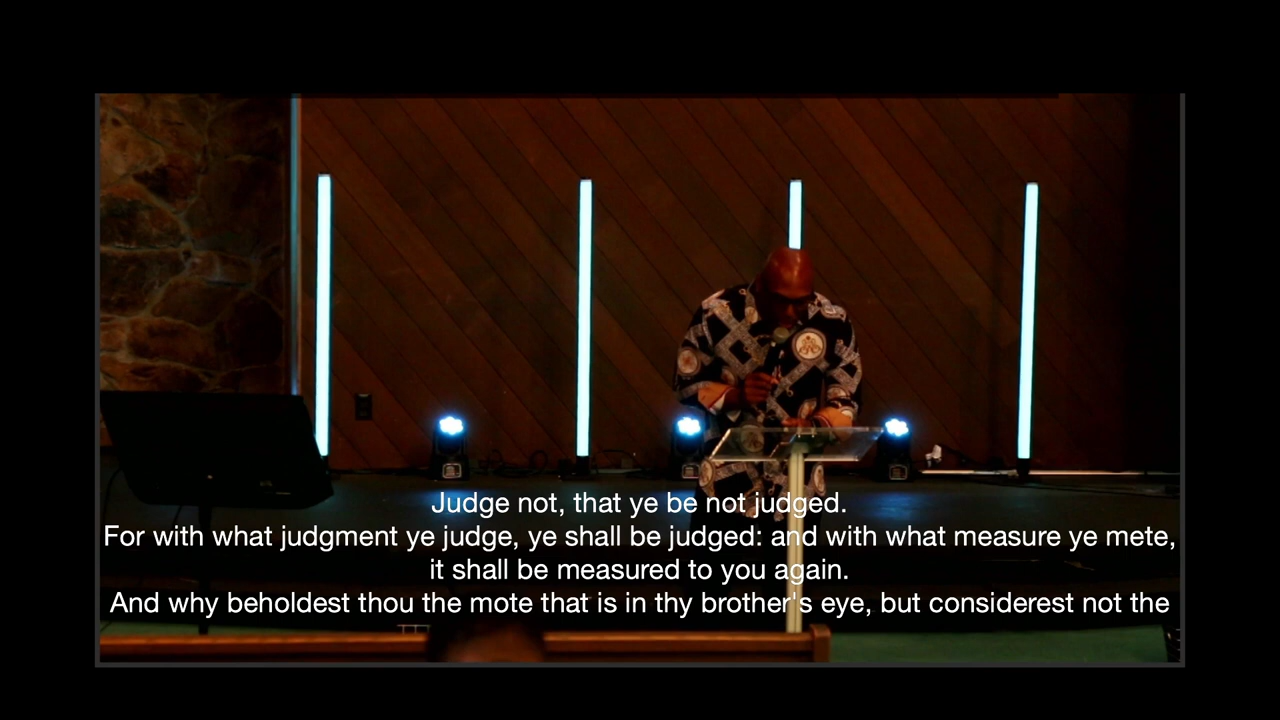 Judge not, that ye be not judged.
For with what judgment ye judge, ye shall be judged: and with what measure ye mete,
it shall be measured to you again.
And why beholdest thou the mote that is in thy brother's eye, but considerest not the